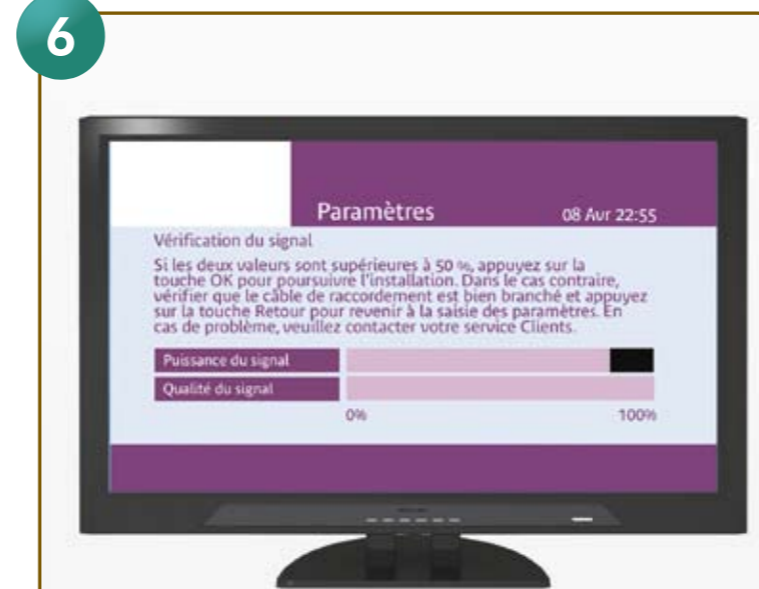 6
Paramètres
08 Avr 22:55
Vérification du signal
Si les deux valeurs sont supérieures à 50 %, appuyez sur la
touche OK pour poursuivre l'installation. Dans le cas contraire,
vérifier que le câble de raccordement est bien branché et appuyez
sur la touche Retour pour revenir à la saisie des paramètres. En
cas de problème, veuillez contacter votre service Clients.
Puissance du signal
Qualité du signal
0%
100%